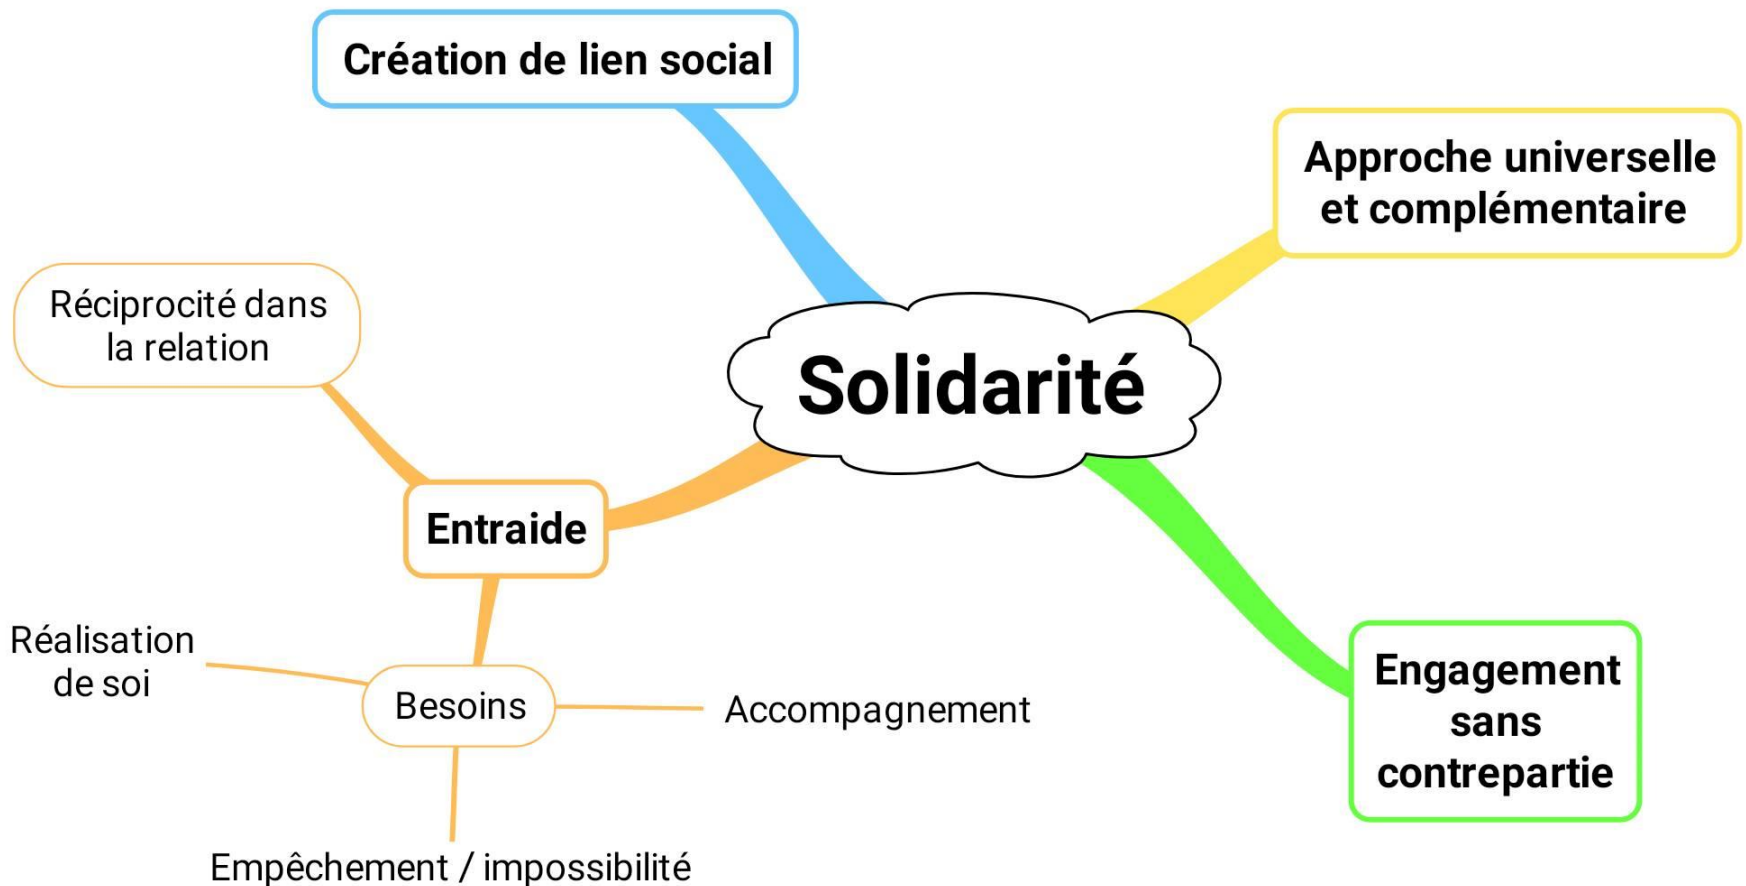 Création de lien social
Approche universelle
et complémentaire
Réciprocité dans
la relation
Solidarité
Entraide
Réalisation
de soi
Besoins
Accompagnement
Engagement
sans
contrepartie
Empêchement / impossibilité